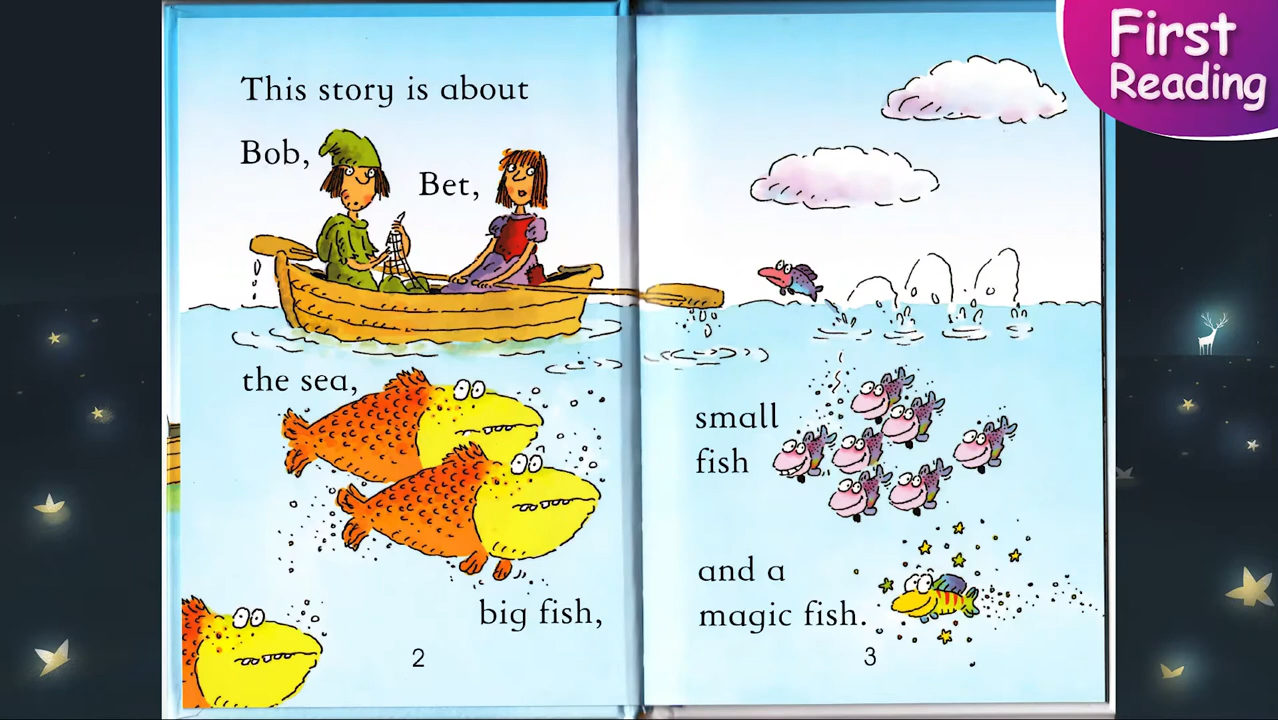 This story is about
Bob,
Bet,
the sea,
big fish,
2
small
fish
and a
magic fish.
3
First
Reading